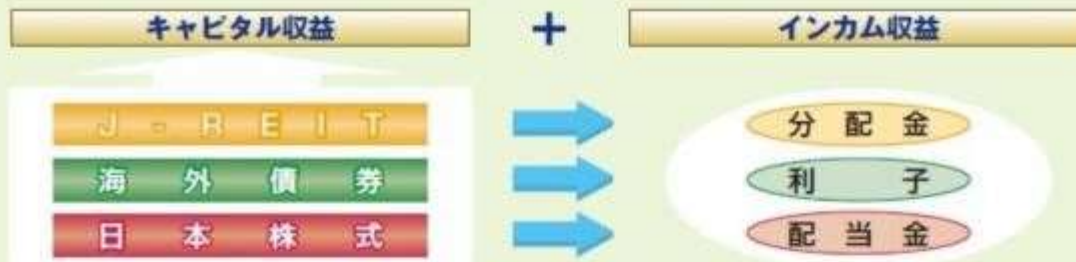 キャピタル収益 + インカム収益
J-REIT 分配金
海外債券 利子
日本株式 配当金